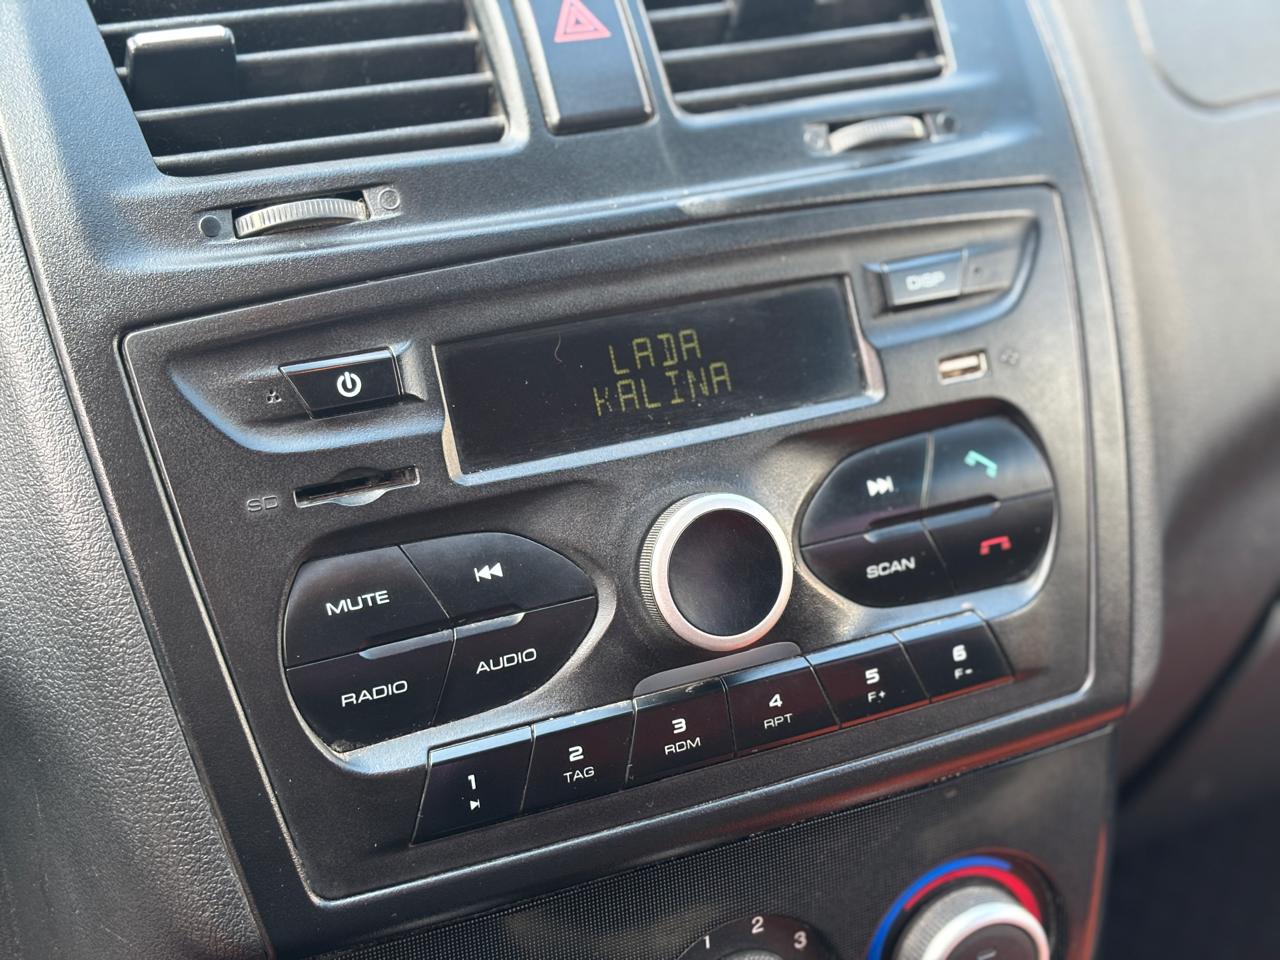 DISP
LADA
KALINA
SD
MUTE
SCAN
RADIO
AUDIO
1
2
TAG
3
RDM
4
RPT
5
F+
6
F-
1
2
3